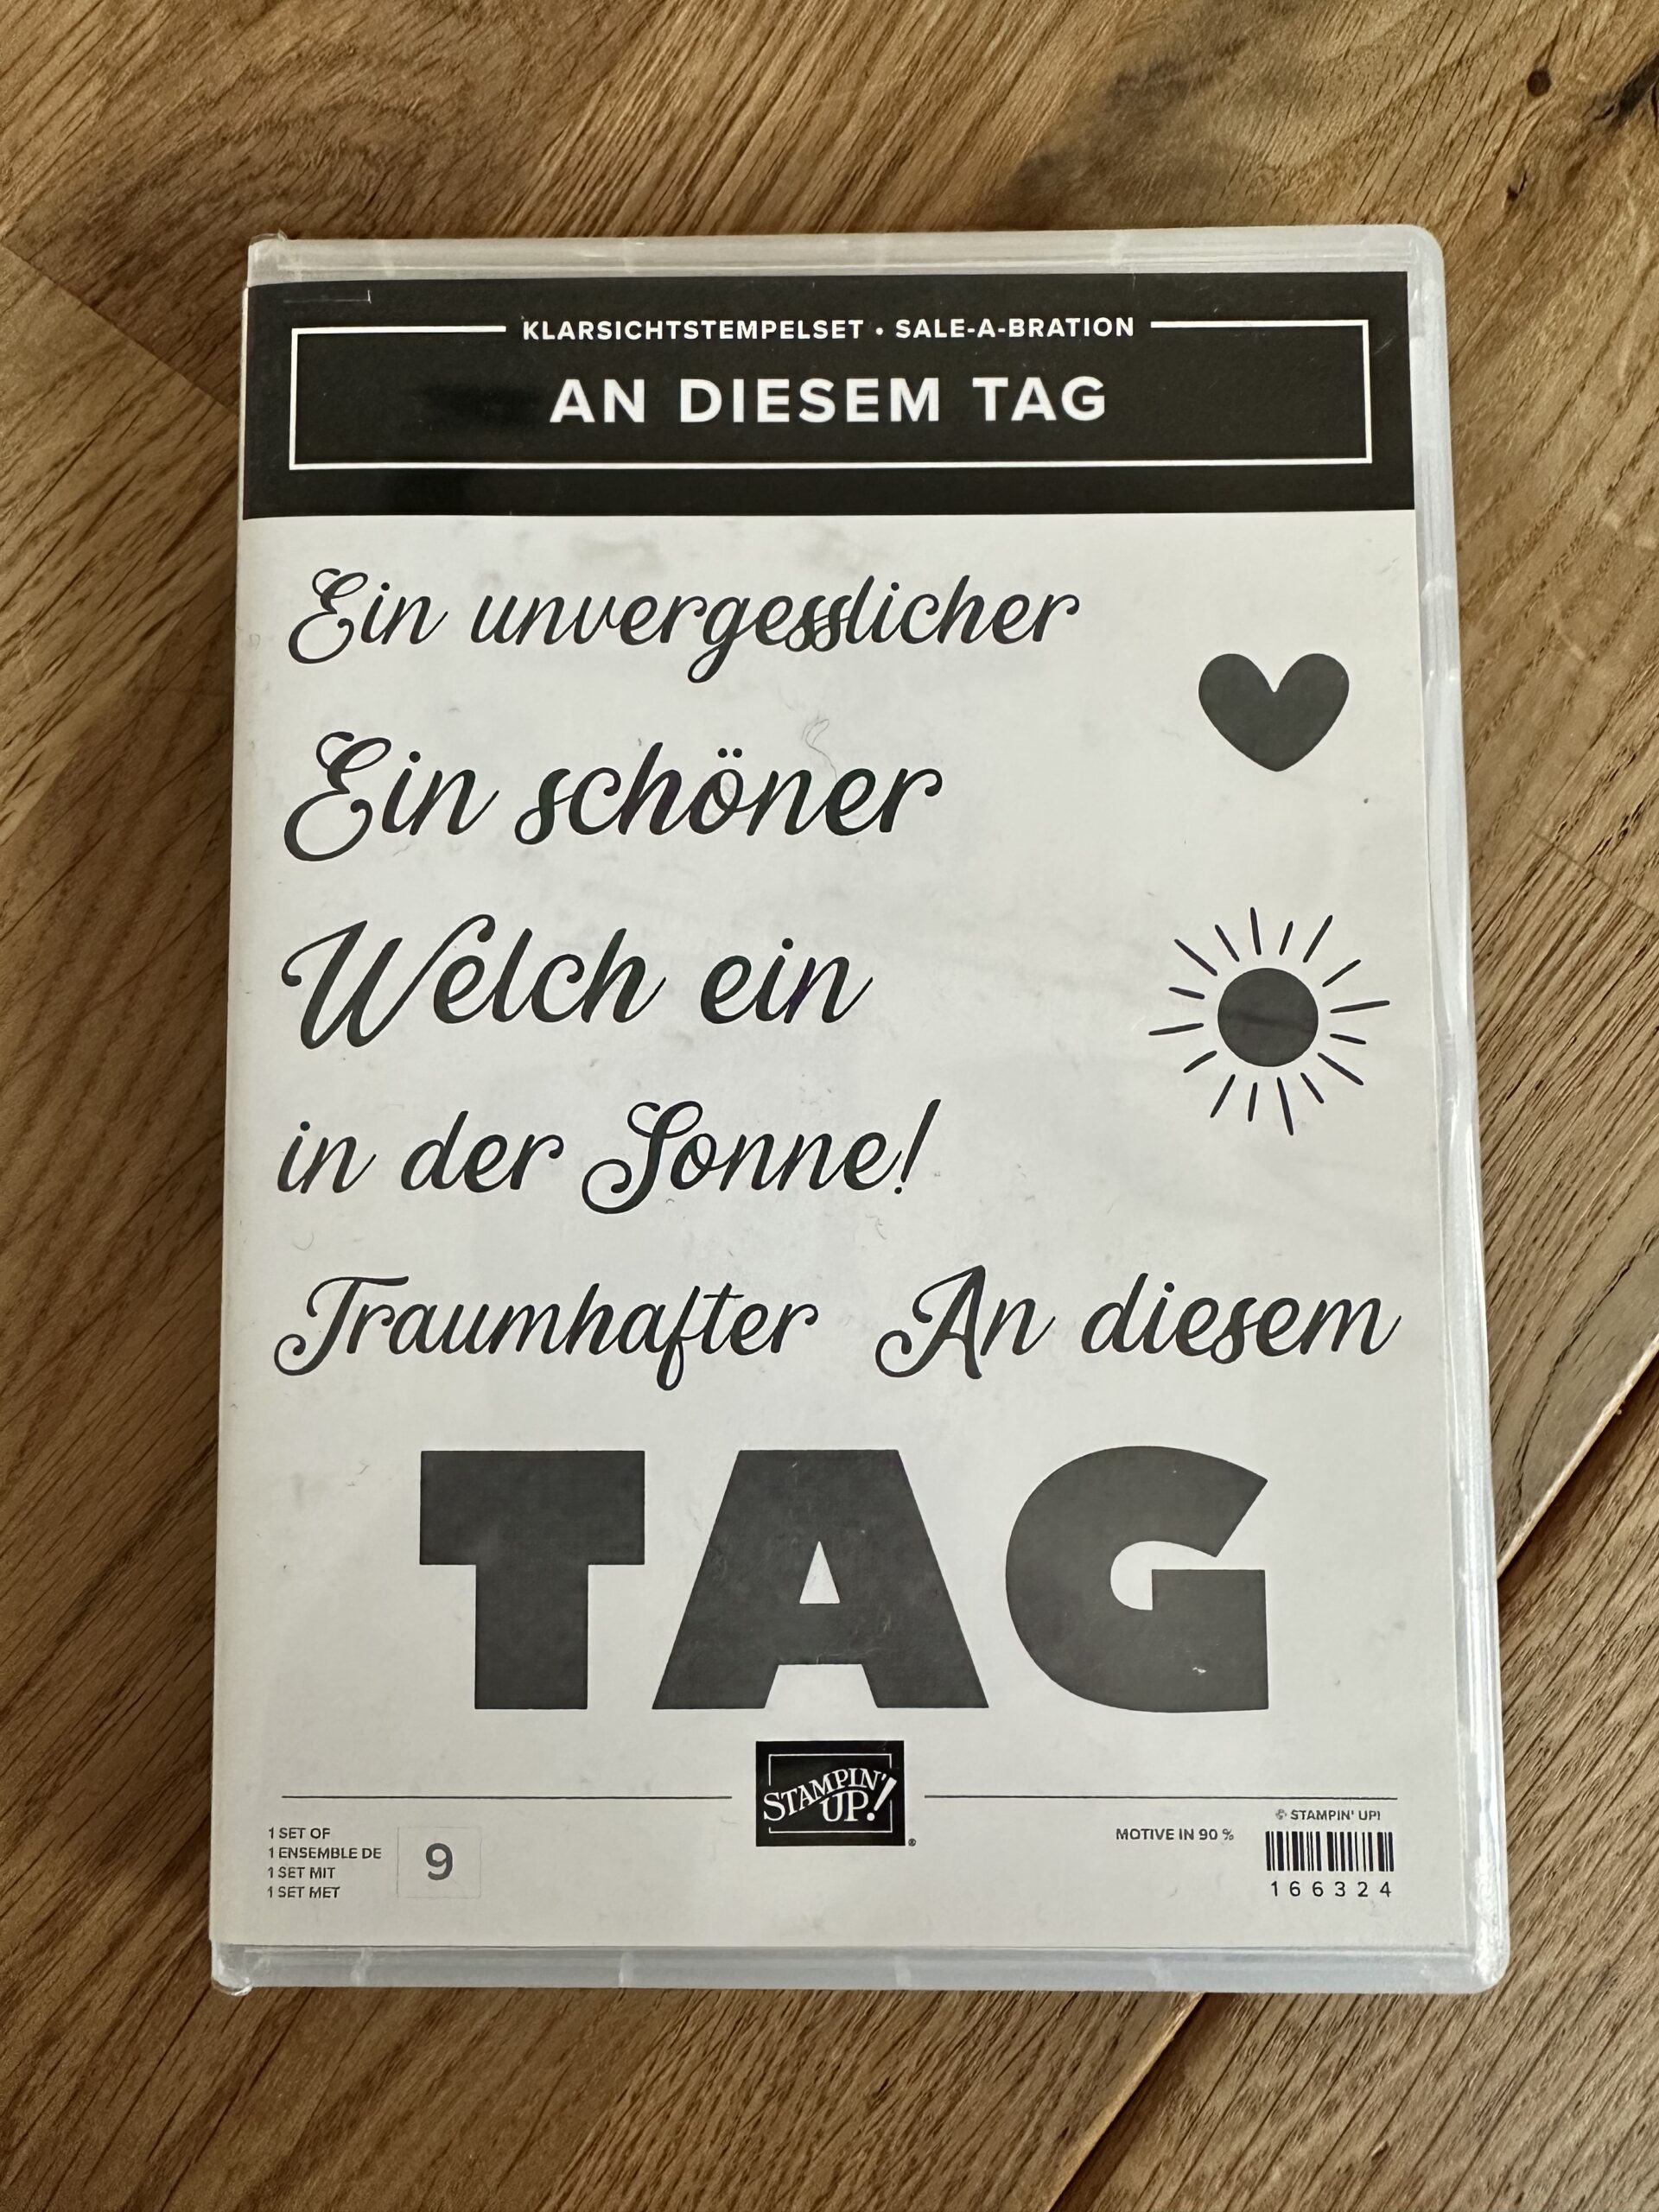 KLARSICHTSTEMPELSET • SALE-A-BRATION
AN DIESEM TAG
Ein unvergesslicher
Ein schöner
Welch ein
in der Sonne!
Traumhafter An diesem
TAG
STAMPIN' UP!®
1 SET OF
1 ENSEMBLE DE
1 SET MIT
1 SET MET
9
MOTIVE IN 90 %
© STAMPIN' UP!
166324